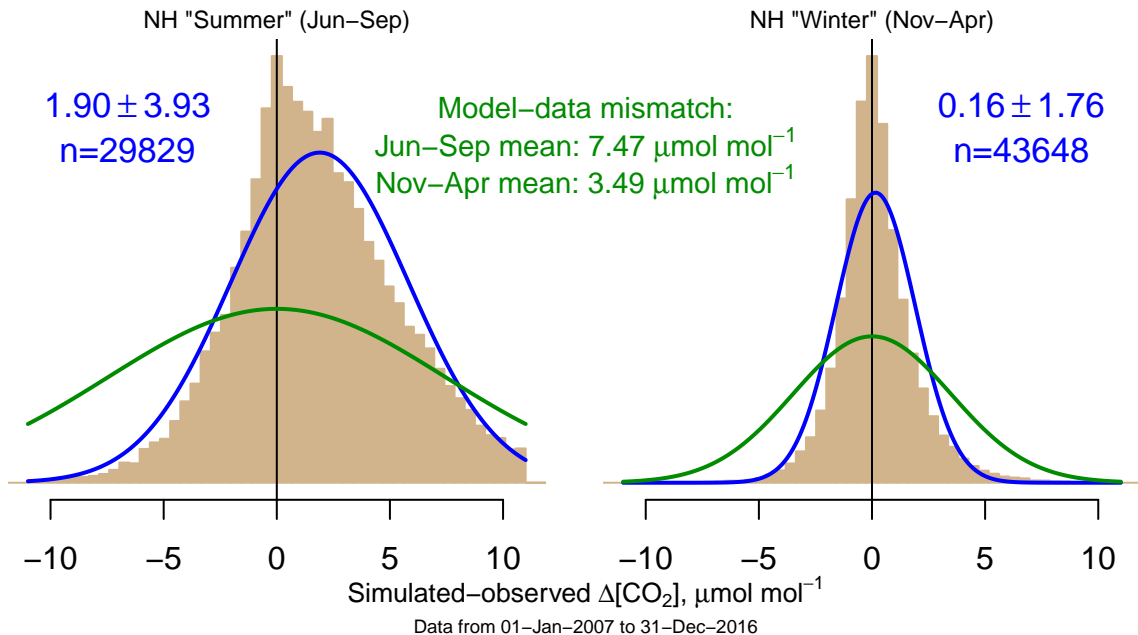 NH "Summer" (Jun−Sep)
NH "Winter" (Nov−Apr)
1.90 ± 3.93
n=29829
Model−data mismatch:
Jun−Sep mean: 7.47 μmol mol⁻¹
Nov−Apr mean: 3.49 μmol mol⁻¹
0.16 ± 1.76
n=43648
−10 −5 0 5 10
−10 −5 0 5 10
Simulated−observed Δ[CO₂], μmol mol⁻¹
Data from 01−Jan−2007 to 31−Dec−2016